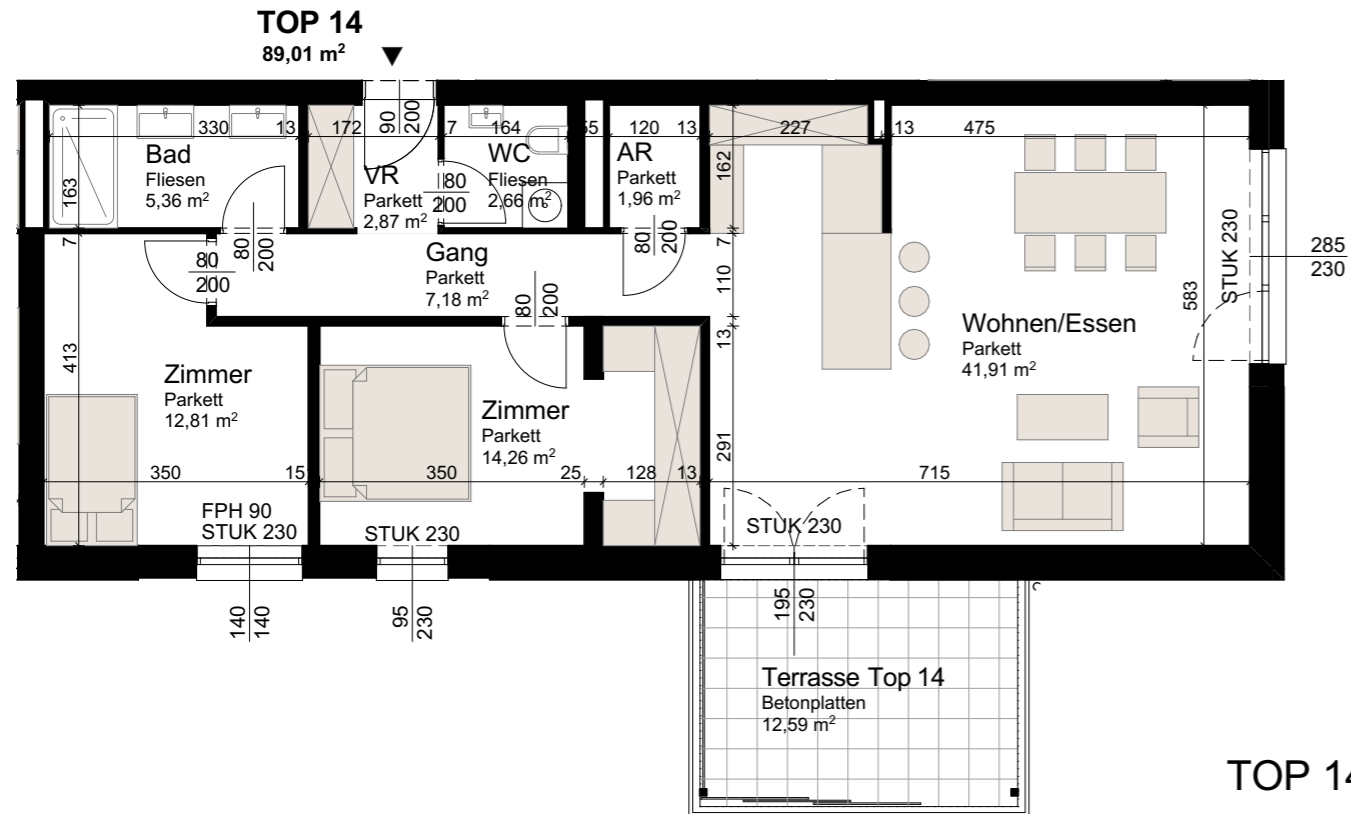 TOP 14
89,01 m²
330
13
172
90
200
7
164
55
120
13
227
13
475
Bad
Fliesen
5,36 m²
163
VR
Parkett
2,87 m²
80
200
WC
Fliesen
2,66 m²
AR
Parkett
1,96 m²
162
80
200
7
80
200
80
200
Gang
Parkett
7,18 m²
80
200
7
110
13
STUK 230
285
230
583
Wohnen/Essen
Parkett
41,91 m²
413
Zimmer
Parkett
12,81 m²
Zimmer
Parkett
14,26 m²
291
350
15
350
25
128
13
715
FPH 90
STUK 230
STUK 230
STUK 230
140
140
95
230
195
230
Terrasse Top 14
Betonplatten
12,59 m²
TOP 14